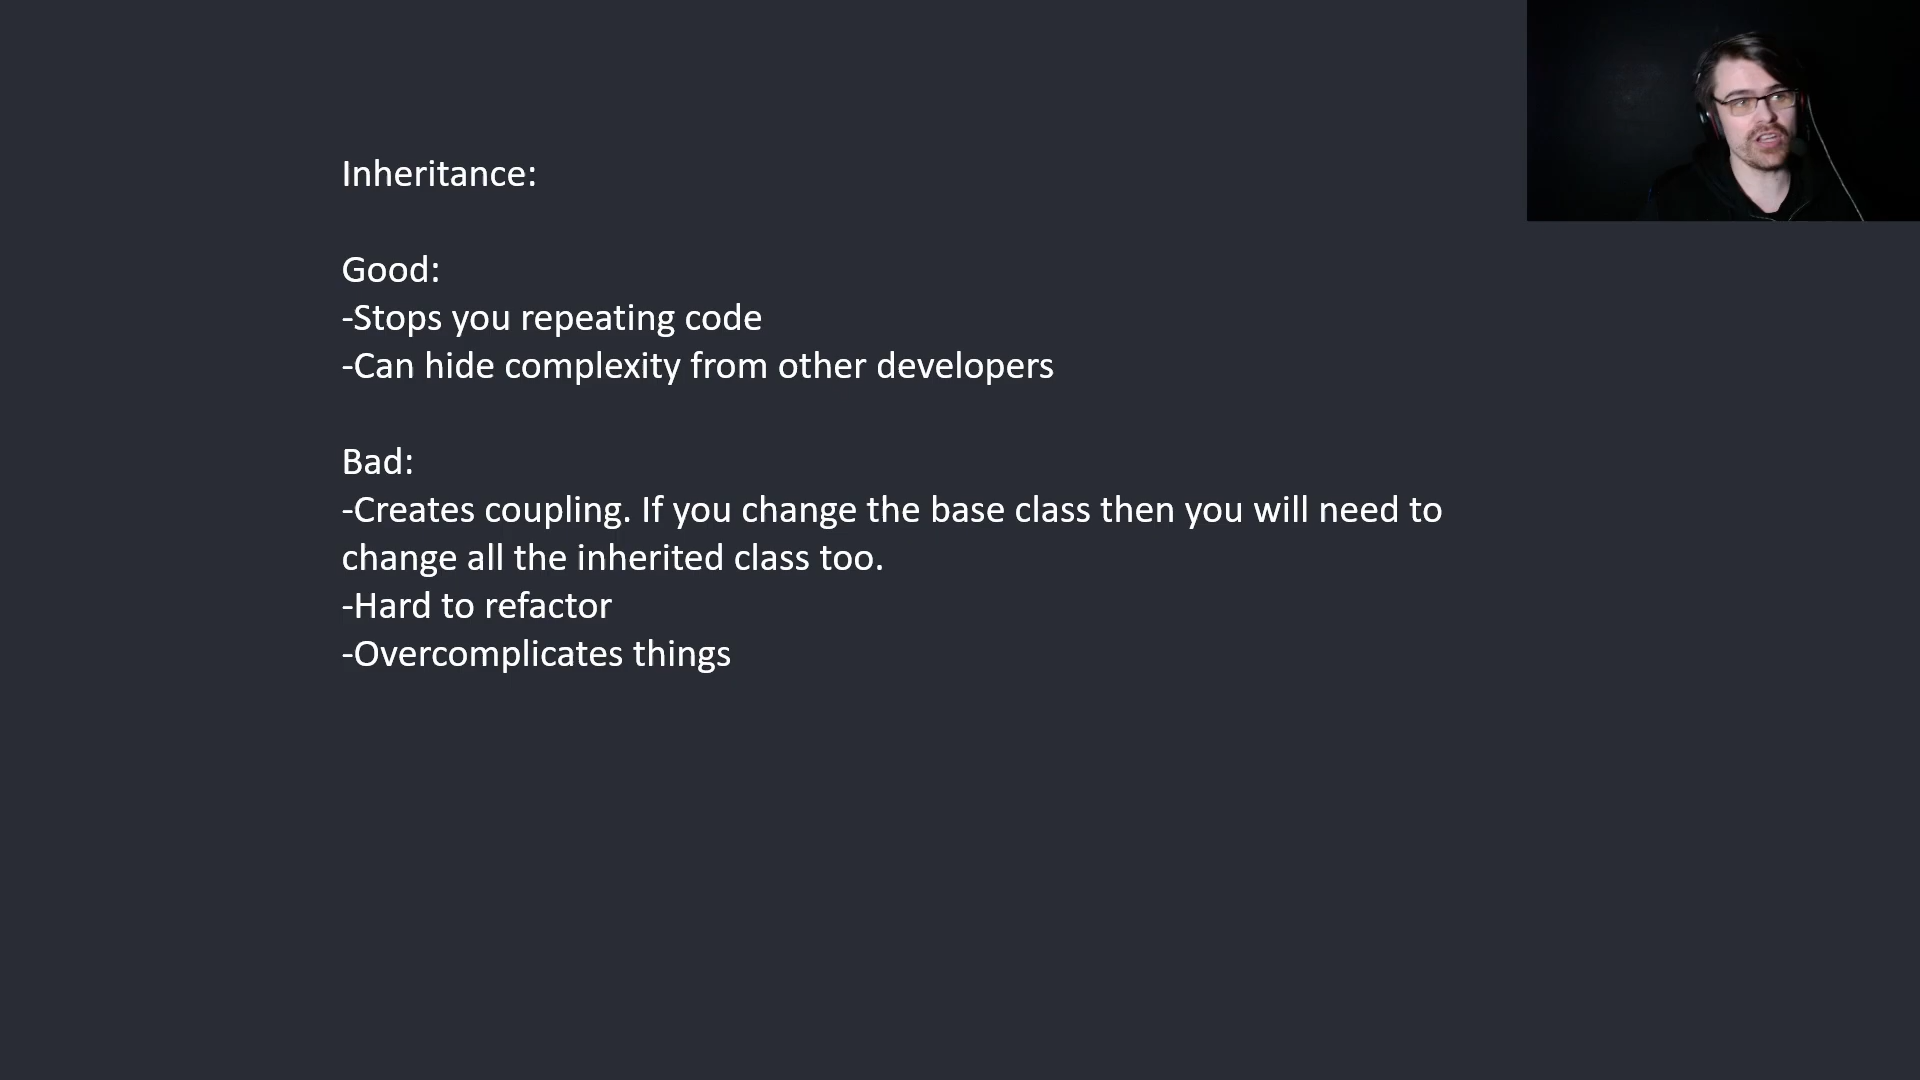 Inheritance:
Good:
-Stops you repeating code
-Can hide complexity from other developers
Bad:
-Creates coupling. If you change the base class then you will need to
change all the inherited class too.
-Hard to refactor
-Overcomplicates things